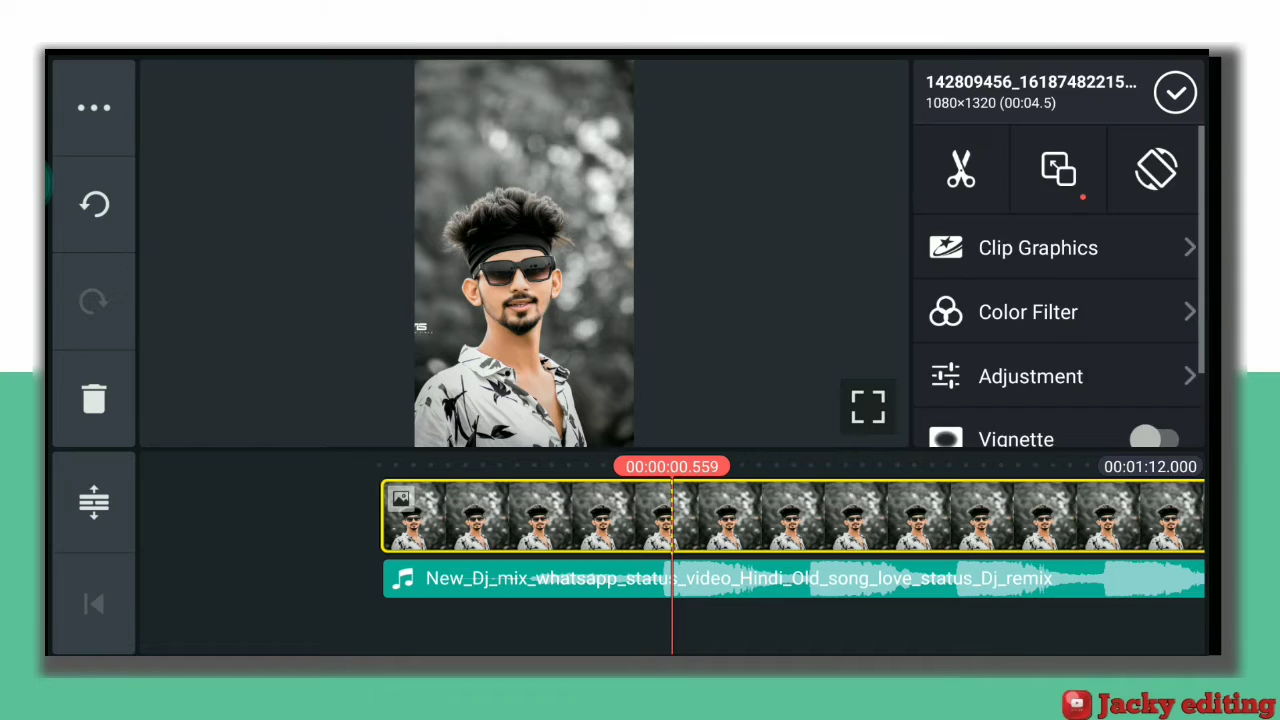 142809456_16187482215...
1080×1320 (00:04.5)
Clip Graphics
Color Filter
Adjustment
Vignette
00:00:00.559
00:01:12.000
New_Dj_mix_whatsapp_status_video_Hindi_Old_song_love_status_Dj_remix
Jacky editing